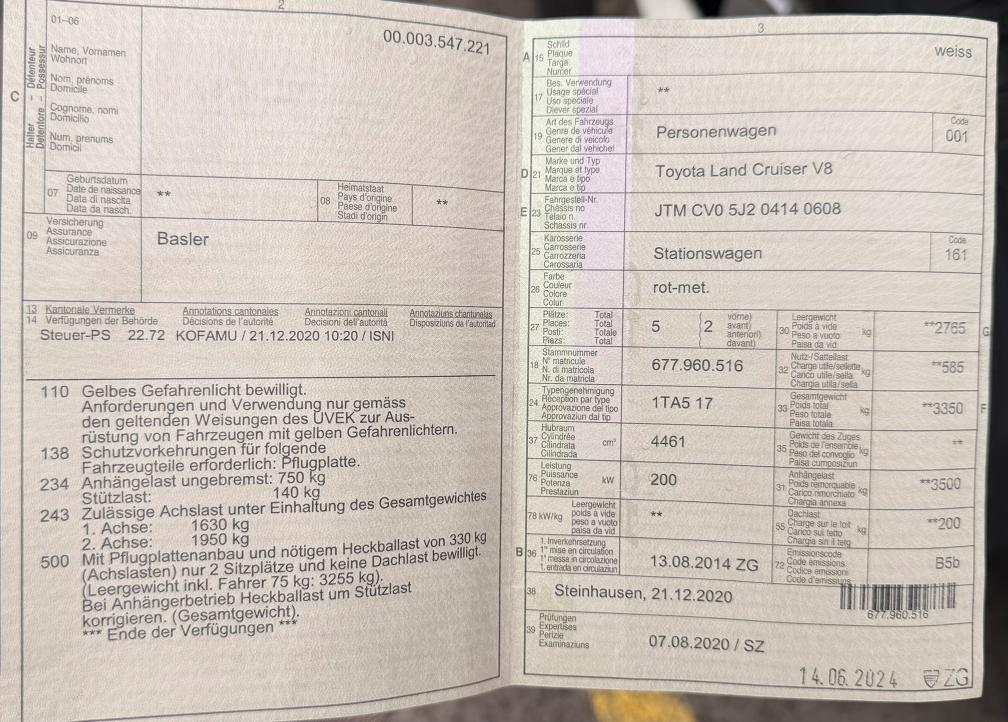 2
01–06
00.003.547.221
C
Halter – Détenteur
Detentore – Possessur
Name, Vornamen
Wohnort
Nom, prénoms
Domicile
Cognome, nomi
Domicilio
Num, prenums
Domicil
07
Geburtsdatum
Date de naissance
Data di nascita
Data da nasch.
**
08
Heimatstaat
Pays d'origine
Paese d'origine
Stadi d'origin
**
09
Versicherung
Assurance
Assicurazione
Assicuranza
Basler
13 Kantonale Vermerke Annotations cantonales Annotazioni cantonali Annotaziuns chantunalas
14 Verfügungen der Behörde Décisions de l'autorité Decisioni dell'autorità Disposiziuns da l'autoritad
Steuer-PS 22.72 KOFAMU / 21.12.2020 10:20 / ISNI
110 Gelbes Gefahrenlicht bewilligt.
Anforderungen und Verwendung nur gemäss
den geltenden Weisungen des UVEK zur Aus-
rüstung von Fahrzeugen mit gelben Gefahrenlichtern.
138 Schutzvorkehrungen für folgende
Fahrzeugteile erforderlich: Pflugplatte.
234 Anhängelast ungebremst: 750 kg
Stützlast: 140 kg
243 Zulässige Achslast unter Einhaltung des Gesamtgewichtes
1. Achse: 1630 kg
2. Achse: 1950 kg
500 Mit Pflugplattenanbau und nötigem Heckballast von 330 kg
(Achslasten) nur 2 Sitzplätze und keine Dachlast bewilligt.
(Leergewicht inkl. Fahrer 75 kg: 3255 kg).
Bei Anhängerbetrieb Heckballast um Stützlast
korrigieren. (Gesamtgewicht).
*** Ende der Verfügungen ***
3
A 15
Schild
Plaque
Targa
Numer
weiss
17
Bes. Verwendung
Usage spécial
Uso speciale
Diever spezial
**
19
Art des Fahrzeugs
Genre de véhicule
Genere di veicolo
Gener dal vehichel
Personenwagen
Code
001
D 21
Marke und Typ
Marque et type
Marca e tipo
Marca e tip
Toyota Land Cruiser V8
E 23
Fahrgestell-Nr.
Châssis no
Telaio n.
Schassis nr.
JTM CV0 5J2 0414 0608
25
Karosserie
Carrosserie
Carrozzeria
Carossaria
Stationswagen
Code
161
26
Farbe
Couleur
Colore
Colur
rot-met.
27
Plätze: Total
Places: Total
Posti: Totale
Plazs: Total
5
(2
vorne)
avant)
anteriori)
davant)
30
Leergewicht
Poids à vide
Peso a vuoto
Paisa da vid
kg
**2765
G
18
Stammnummer
N° matricule
N. di matricola
Nr. da matricla
677.960.516
32
Nutz-/Sattellast
Charge utile/sellette
Carico utile/sella
Chargia utila/sella
kg
**585
24
Typengenehmigung
Réception par type
Approvazione del tipo
Approvaziun dal tip
1TA5 17
33
Gesamtgewicht
Poids total
Peso totale
Paisa totala
kg
**3350
F
37
Hubraum
Cylindrée
Cilindrata
Cilindrada
cm³
4461
35
Gewicht des Zuges
Poids de l'ensemble
Peso del convoglio
Paisa cumposiziun
kg
**
76
Leistung
Puissance
Potenza
Prestaziun
kW
200
31
Anhängelast
Poids remorquable
Carico rimorchiato
Chargia annexa
kg
**3500
78 kW/kg
Leergewicht
poids à vide
peso a vuoto
paisa da vid
**
55
Dachlast
Charge sur le toit
Carico sul tetto
Chargia sin il tetg
kg
**200
B 36
1. Inverkehrsetzung
1re mise en circulation
1a messa in circolazione
1. entrada en circulaziun
13.08.2014 ZG
72
Emissionscode
Code émissions
Codice emissioni
Code d'emissiuns
B5b
38
Steinhausen, 21.12.2020
677.960.516
39
Prüfungen
Expertises
Perizie
Examinaziuns
07.08.2020 / SZ
14.06.2024 ZG